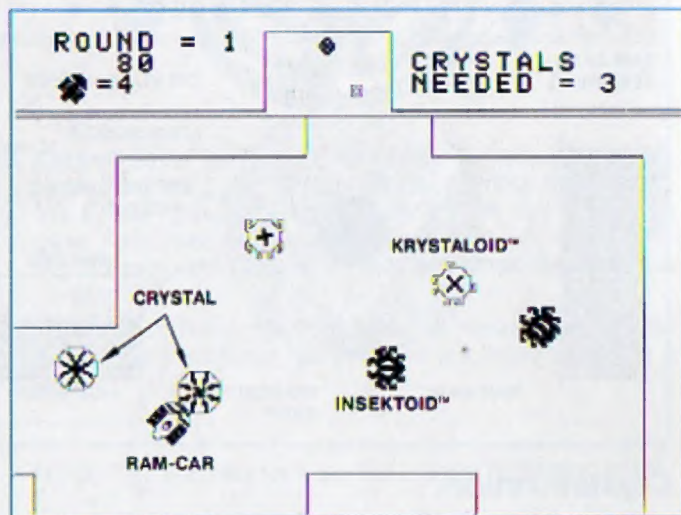 ROUND = 1
80
=4
CRYSTALS
NEEDED = 3
KRYSTALOID™
CRYSTAL
INSEKTOID™
RAM-CAR